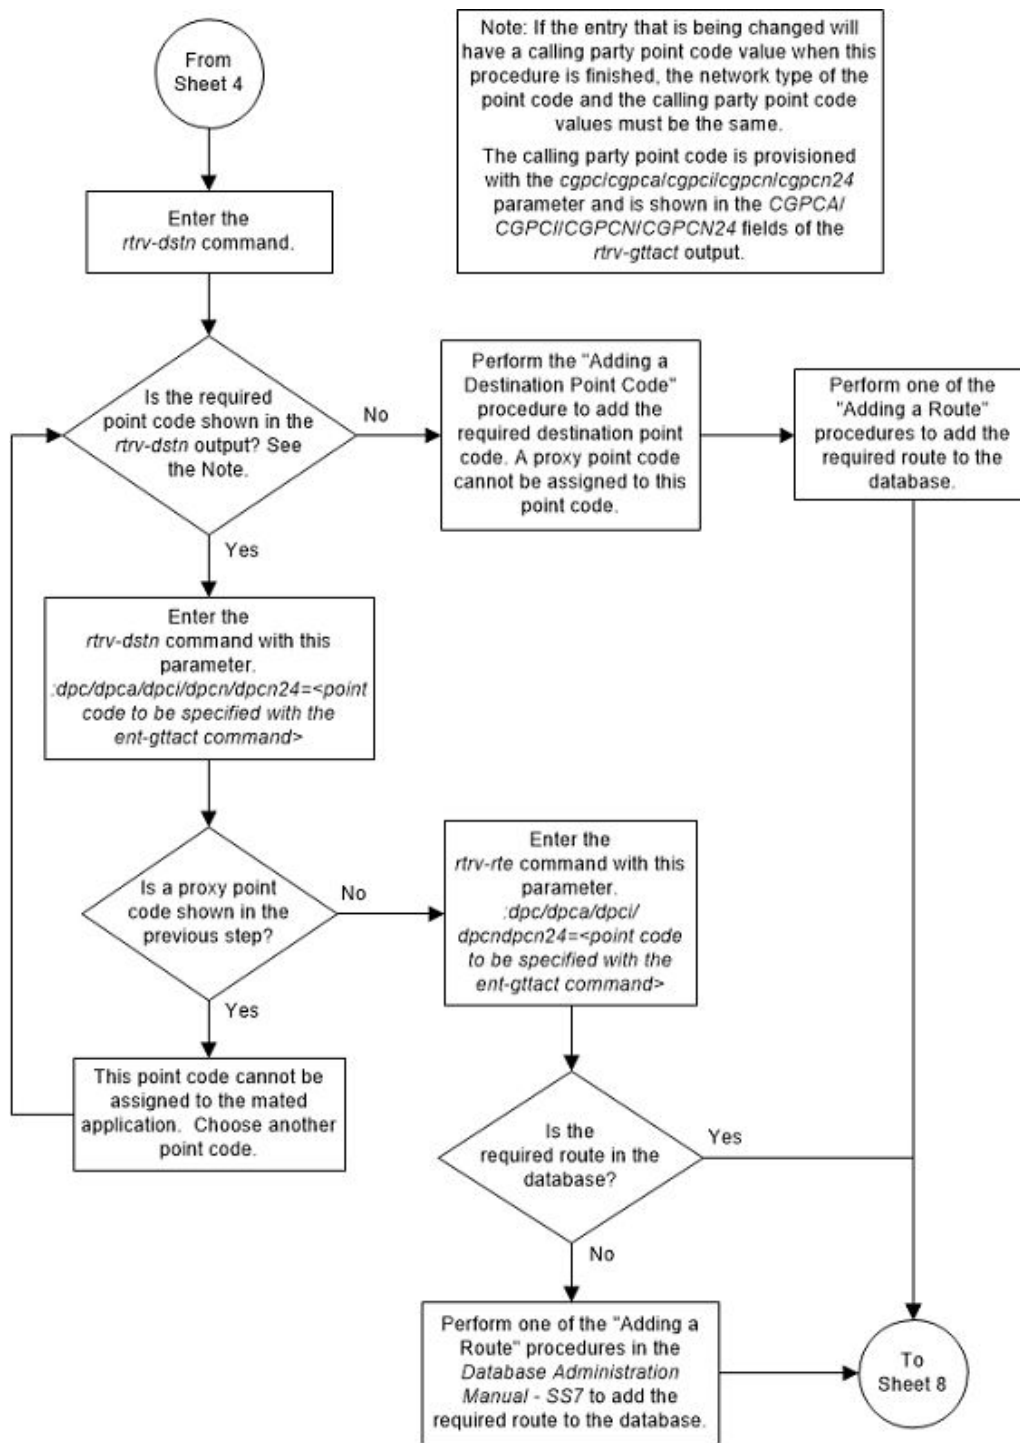 From
Sheet 4
Note: If the entry that is being changed will
have a calling party point code value when this
procedure is finished, the network type of the
point code and the calling party point code
values must be the same.
The calling party point code is provisioned
with the cgpc/cgpca/cgpci/cgpcn/cgpcn24
parameter and is shown in the CGPCA/
CGPCI/CGPCN/CGPCN24 fields of the
rtrv-gttact output.
Enter the
rtrv-dstn command.
Is the required
point code shown in the
rtrv-dstn output? See
the Note.
No
Perform the "Adding a
Destination Point Code"
procedure to add the
required destination point
code. A proxy point code
cannot be assigned to this
point code.
Perform one of the
"Adding a Route"
procedures to add the
required route to the
database.
Yes
Enter the
rtrv-dstn command with this
parameter.
:dpc/dpca/dpci/dpcn/dpcn24=<point
code to be specified with the
ent-gttact command>
Is a proxy point
code shown in the
previous step?
No
Enter the
rtrv-rte command with this
parameter.
:dpc/dpca/dpci/
dpcndpcn24=<point code
to be specified with the
ent-gttact command>
Yes
This point code cannot be
assigned to the mated
application. Choose another
point code.
Is the
required route in the
database?
Yes
No
Perform one of the "Adding a
Route" procedures in the
Database Administration
Manual - SS7 to add the
required route to the database.
To
Sheet 8